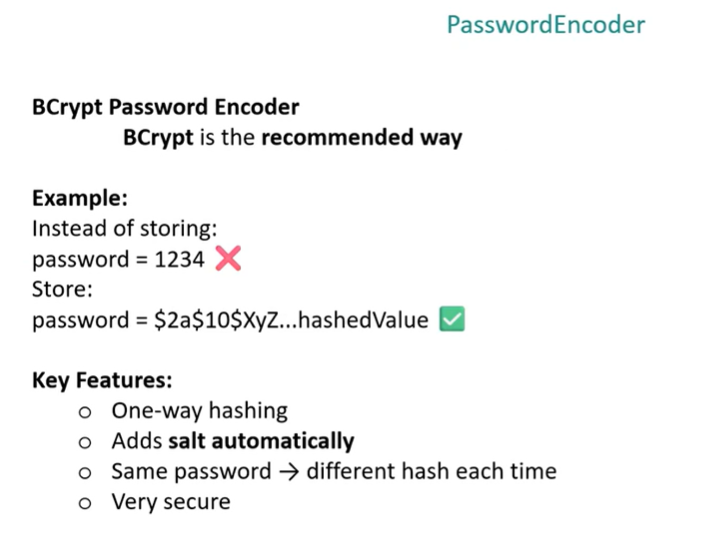 PasswordEncoder
BCrypt Password Encoder
BCrypt is the recommended way
Example:
Instead of storing:
password = 1234 ❌
Store:
password = $2a$10$XyZ...hashedValue ✅
Key Features:
o One-way hashing
o Adds salt automatically
o Same password → different hash each time
o Very secure